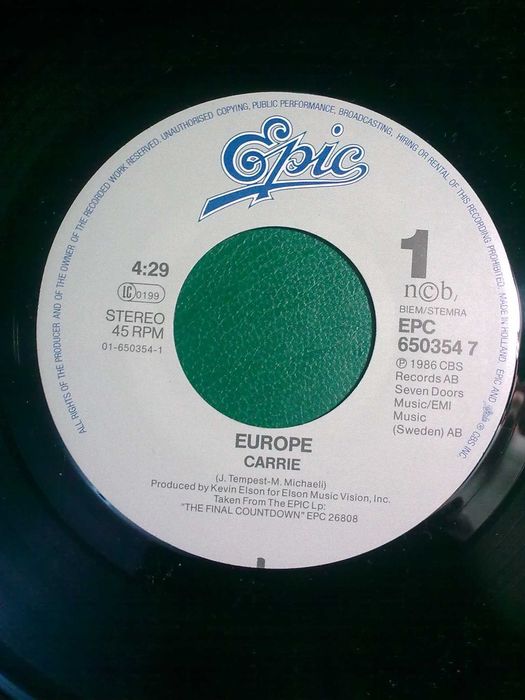 ALL RIGHTS OF THE PRODUCER AND OF THE OWNER OF THE RECORDED WORK RESERVED. UNAUTHORISED COPYING, PUBLIC PERFORMANCE, BROADCASTING, HIRING OR RENTAL OF THIS RECORDING PROHIBITED. MADE IN HOLLAND. EPIC AND ® CBS INC.
Epic
4:29
LC 0199
STEREO
45 RPM
01-650354-1
1
n©b,
BIEM/STEMRA
EPC
650354 7
℗ 1986 CBS
Records AB
Seven Doors
Music/EMI
Music
(Sweden) AB
EUROPE
CARRIE
(J. Tempest-M. Michaeli)
Produced by Kevin Elson for Elson Music Vision, Inc.
Taken From The EPIC Lp:
"THE FINAL COUNTDOWN" EPC 26808